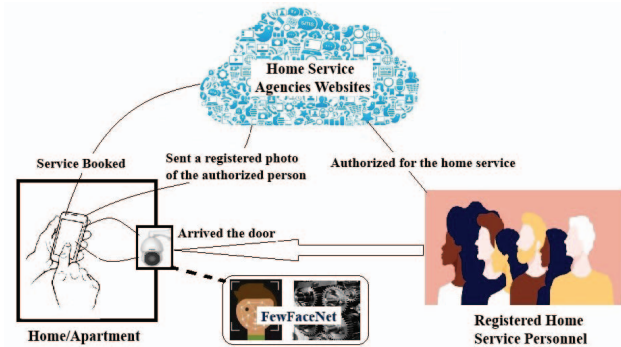 Home Service
Agencies Websites
Service Booked
Sent a registered photo
of the authorized person
Authorized for the home service
Arrived the door
FewFaceNet
Home/Apartment
Registered Home
Service Personnel